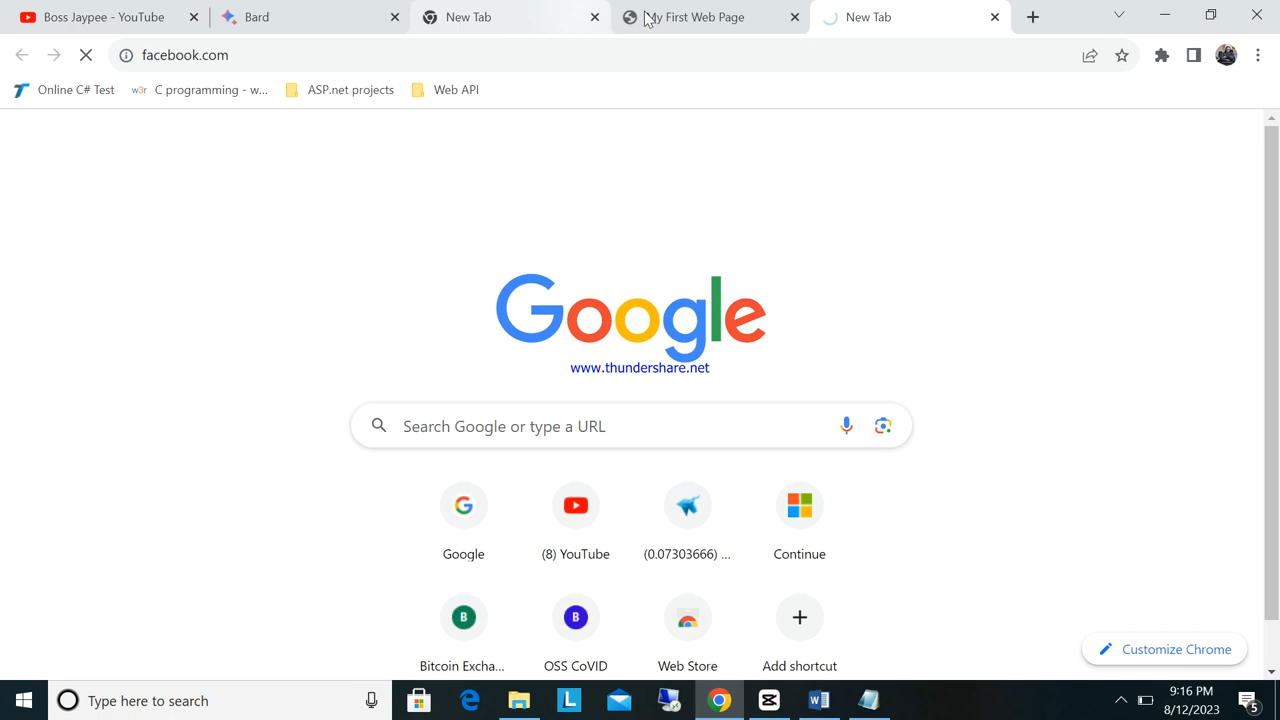 Boss Jaypee - YouTube
Bard
New Tab
My First Web Page
New Tab
facebook.com
Online C# Test
w3r C programming - w...
ASP.net projects
Web API
Google
www.thundershare.net
Search Google or type a URL
Google
(8) YouTube
(0.07303666) ...
Continue
B
Bitcoin Excha...
B
OSS CoVID
Web Store
Add shortcut
Customize Chrome
Type here to search
L
W
9:16 PM
8/12/2023
5